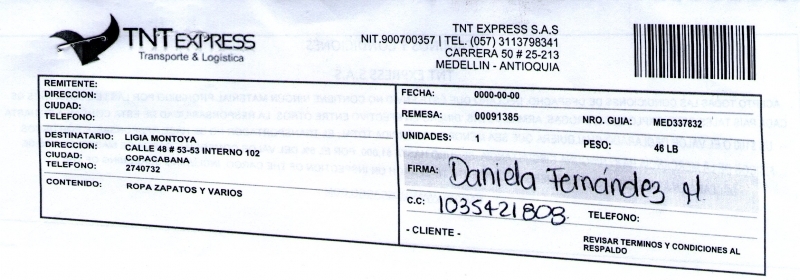 TNT EXPRESS
Transporte & Logística
TNT EXPRESS S.A.S
NIT.900700357 | TEL. (057) 3113798341
CARRERA 50 # 25-213
MEDELLIN - ANTIOQUIA
REMITENTE:
DIRECCION:
CIUDAD:
TELEFONO:
DESTINATARIO: LIGIA MONTOYA
DIRECCION: CALLE 48 # 53-53 INTERNO 102
CIUDAD: COPACABANA
TELEFONO: 2740732
CONTENIDO: ROPA ZAPATOS Y VARIOS
FECHA: 0000-00-00
REMESA: 00091385 NRO. GUIA: MED337832
UNIDADES: 1 PESO: 46 LB
FIRMA: Daniela Fernández H.
C.C: 1035421808 TELEFONO:
- CLIENTE - REVISAR TERMINOS Y CONDICIONES AL
RESPALDO